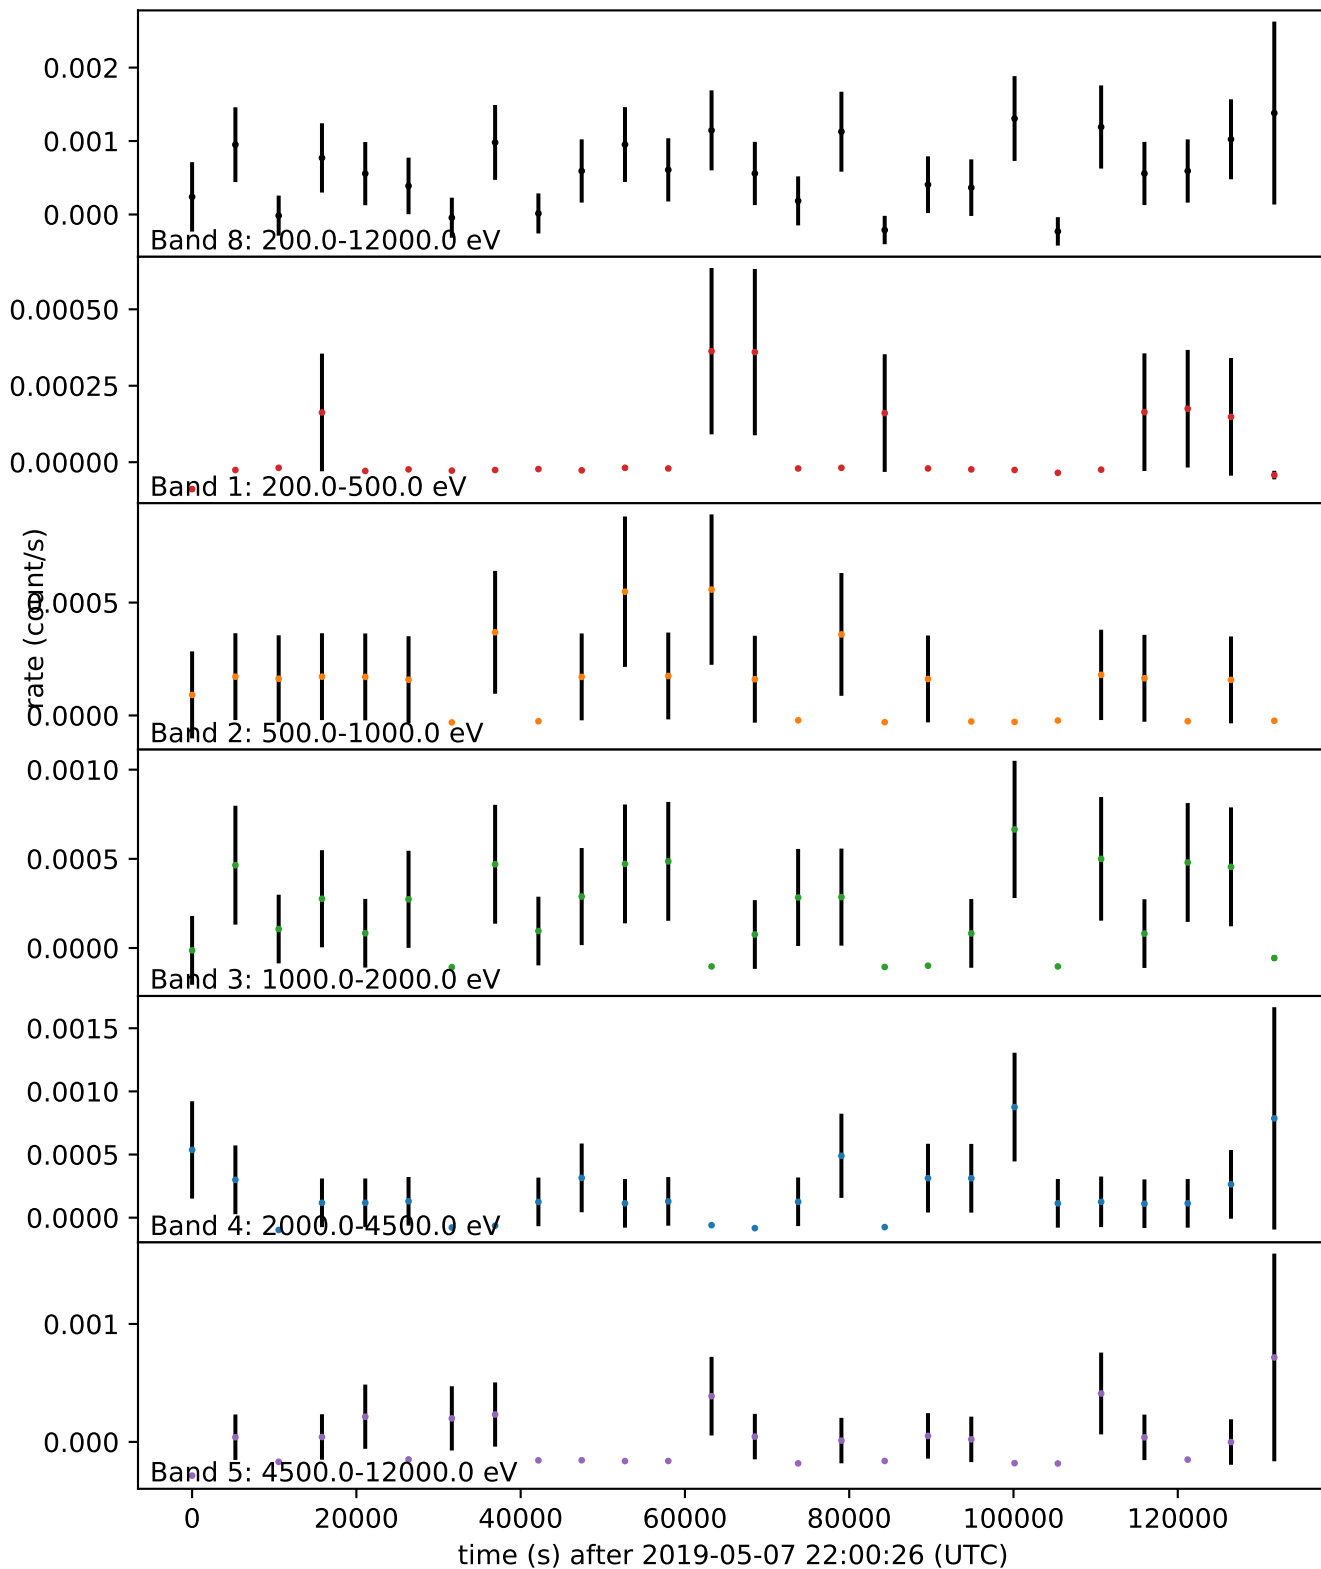 0.002
0.001
0.000
Band 8: 200.0-12000.0 eV
0.00050
0.00025
0.00000
Band 1: 200.0-500.0 eV
rate (count/s)
0.0005
0.0000
Band 2: 500.0-1000.0 eV
0.0010
0.0005
0.0000
Band 3: 1000.0-2000.0 eV
0.0015
0.0010
0.0005
0.0000
Band 4: 2000.0-4500.0 eV
0.001
0.000
Band 5: 4500.0-12000.0 eV
0 20000 40000 60000 80000 100000 120000
time (s) after 2019-05-07 22:00:26 (UTC)